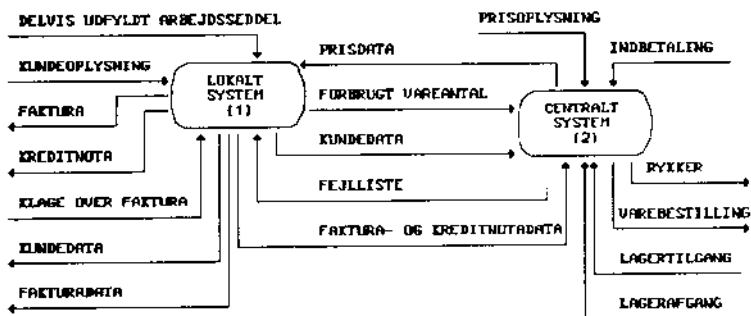 DELVIS UDFYLDT ARBEJDSSEDDEL
PRISOPLYSNING
PRISDATA
INDBETALING
KUNDEOPLYSNING
LOKALT
SYSTEM
(1)
FORBRUGT VAREANTAL
CENTRALT
SYSTEM
(2)
FAKTURA
KUNDEDATA
KREDITNOTA
RYKKER
FEJLLISTE
KLAGE OVER FAKTURA
VAREBESTILLING
FAKTURA- OG KREDITNOTADATA
KUNDEDATA
LAGERTILGANG
FAKTURADATA
LAGERAFGANG